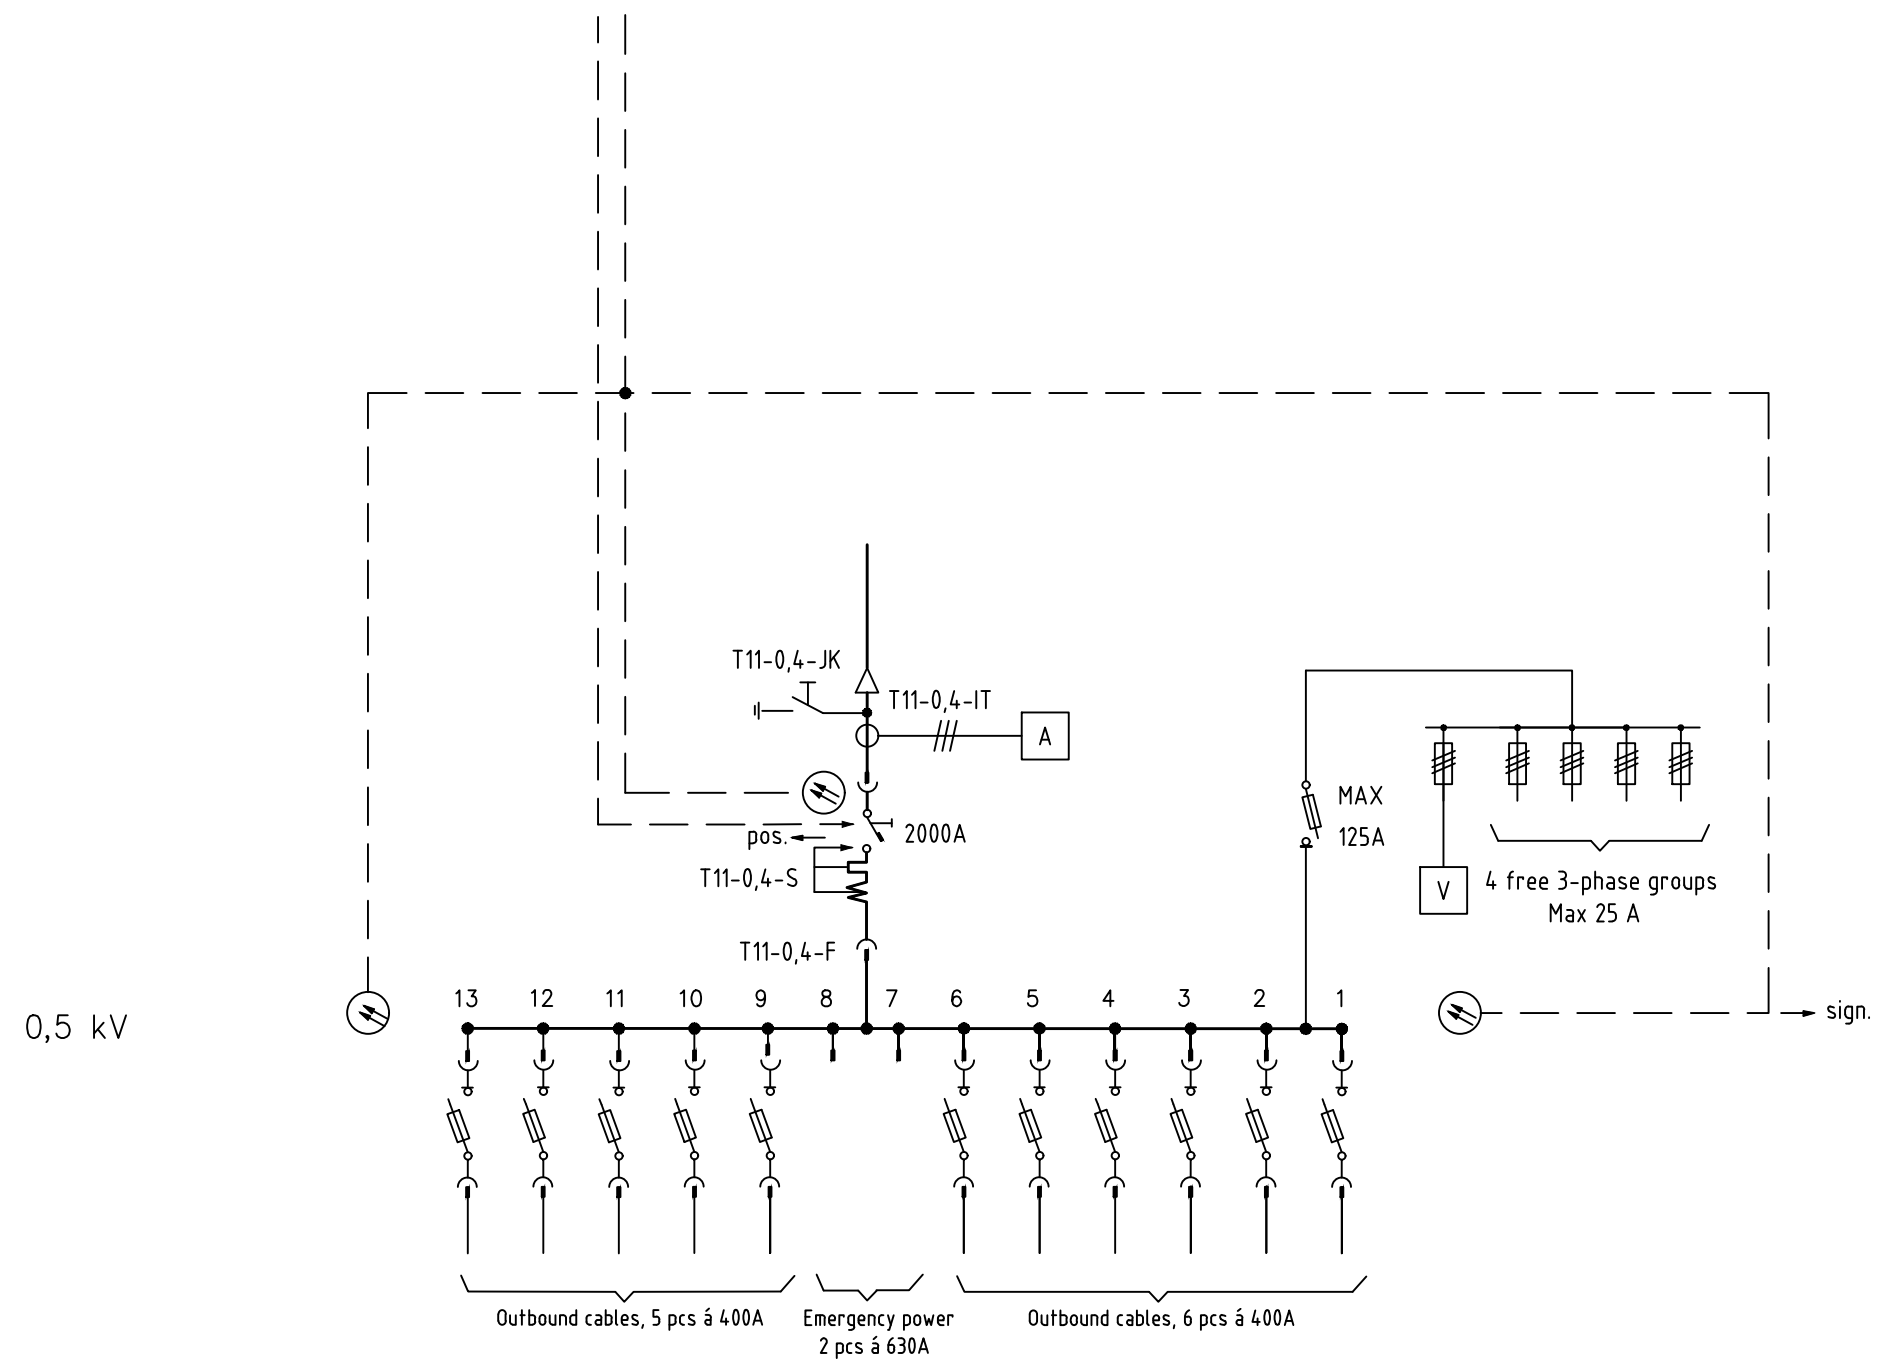 T11-0,4-JK
T11-0,4-IT
A
MAX
125A
pos.
2000A
T11-0,4-S
V
4 free 3-phase groups
Max 25 A
T11-0,4-F
13 12 11 10 9 8 7 6 5 4 3 2 1
0,5 kV
sign.
Outbound cables, 5 pcs á 400A
Emergency power
2 pcs á 630A
Outbound cables, 6 pcs á 400A